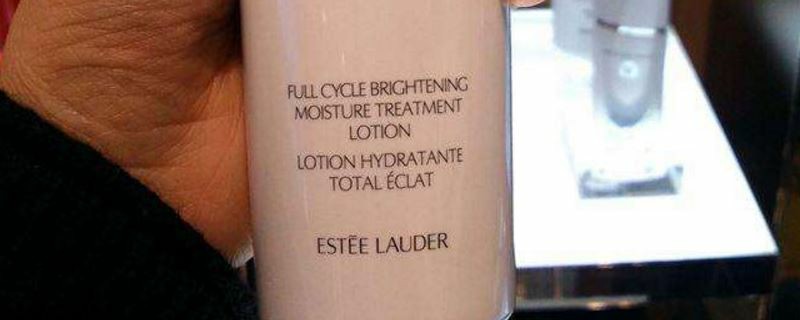 FULL CYCLE BRIGHTENING
MOISTURE TREATMENT
LOTION
LOTION HYDRATANTE
TOTAL ÉCLAT
ESTĒE LAUDER